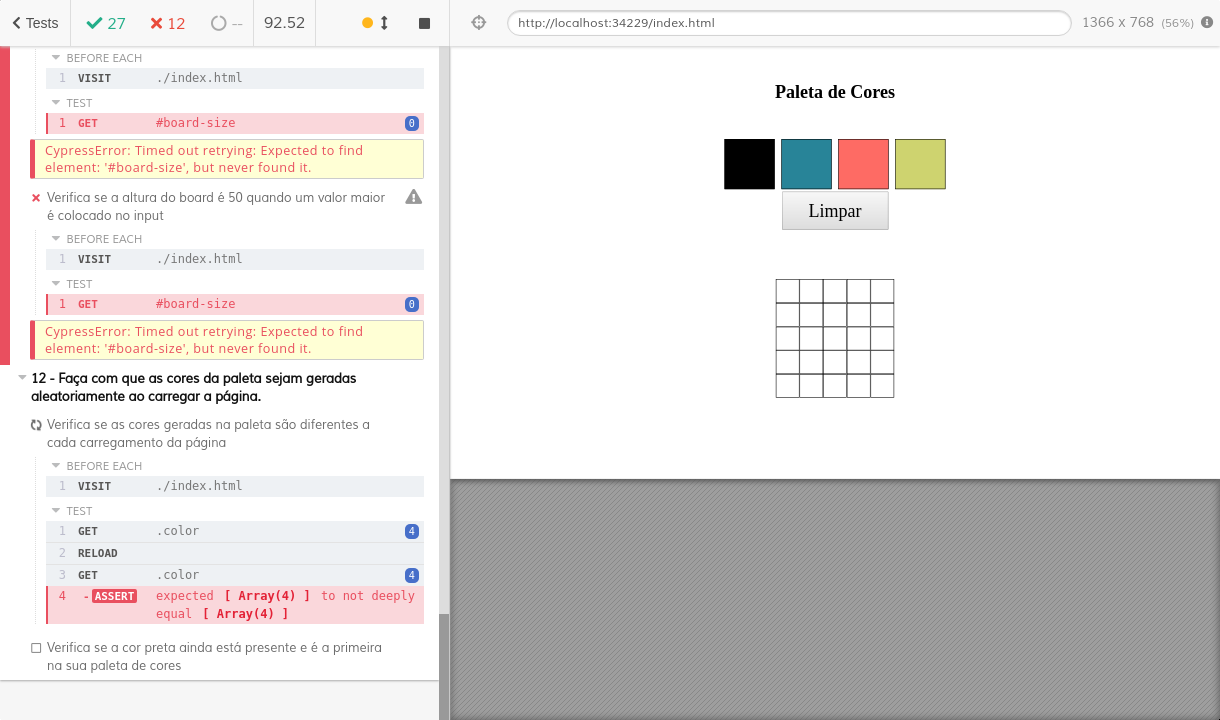 Tests
27
12
--
92.52
http://localhost:34229/index.html
1366 x 768 (56%)
BEFORE EACH
1 VISIT ./index.html
TEST
1 GET #board-size 0
CypressError: Timed out retrying: Expected to find
element: '#board-size', but never found it.
Verifica se a altura do board é 50 quando um valor maior
é colocado no input
BEFORE EACH
1 VISIT ./index.html
TEST
1 GET #board-size 0
CypressError: Timed out retrying: Expected to find
element: '#board-size', but never found it.
12 - Faça com que as cores da paleta sejam geradas
aleatoriamente ao carregar a página.
Verifica se as cores geradas na paleta são diferentes a
cada carregamento da página
BEFORE EACH
1 VISIT ./index.html
TEST
1 GET .color 4
2 RELOAD
3 GET .color 4
4 -ASSERT expected [ Array(4) ] to not deeply
equal [ Array(4) ]
Verifica se a cor preta ainda está presente e é a primeira
na sua paleta de cores
Paleta de Cores
Limpar